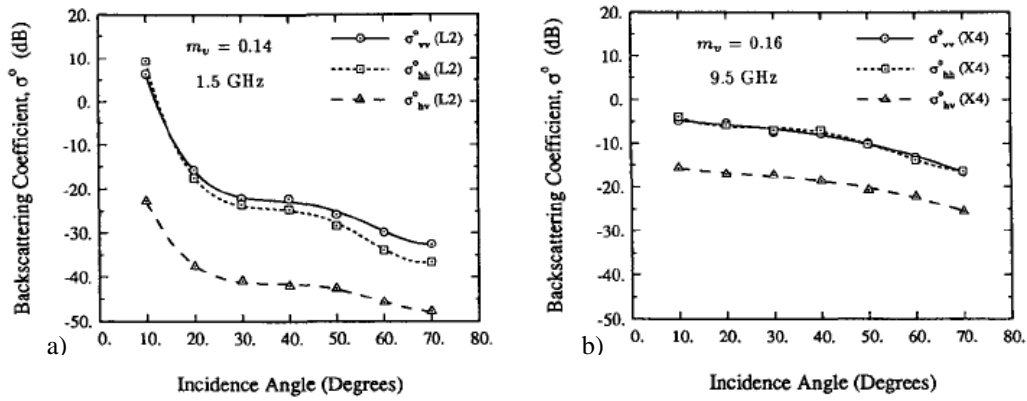 20.
10.
0.
-10.
-20.
-30.
-40.
-50.
Backscattering Coefficient, σ° (dB)
m_v = 0.14
1.5 GHz
σ°_vv (L2)
σ°_hh (L2)
σ°_hv (L2)
0. 10. 20. 30. 40. 50. 60. 70. 80.
a)
Incidence Angle (Degrees)
20.
10.
0.
-10.
-20.
-30.
-40.
-50.
Backscattering Coefficient, σ° (dB)
m_v = 0.16
9.5 GHz
σ°_vv (X4)
σ°_hh (X4)
σ°_hv (X4)
0. 10. 20. 30. 40. 50. 60. 70. 80.
b)
Incidence Angle (Degrees)